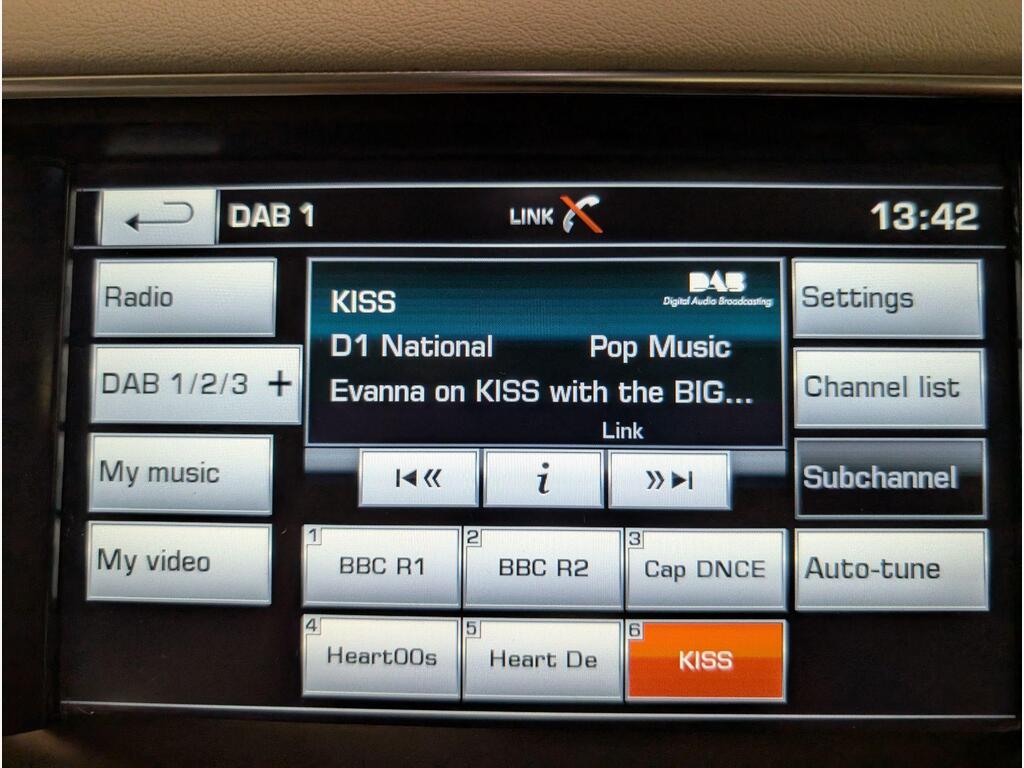 DAB 1
LINK
13:42
Radio
DAB 1/2/3 +
My music
My video
KISS
DAB
Digital Audio Broadcasting
D1 National
Pop Music
Evanna on KISS with the BIG...
Link
i
Settings
Channel list
Subchannel
Auto-tune
1
BBC R1
2
BBC R2
3
Cap DNCE
4
Heart00s
5
Heart De
6
KISS